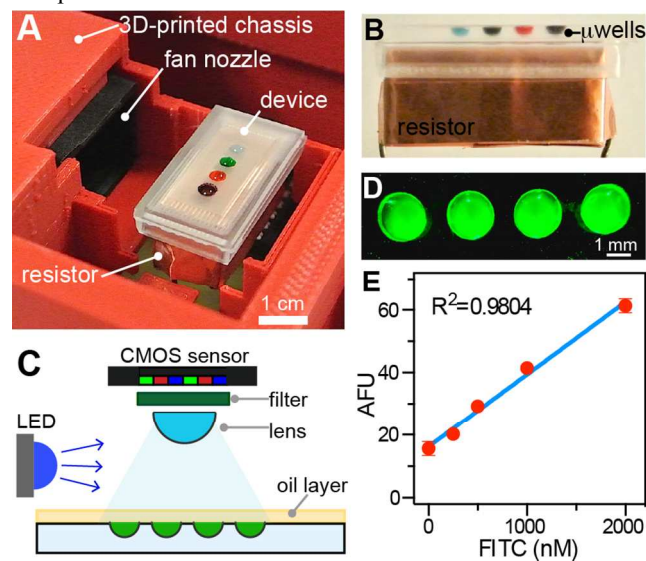 A
3D-printed chassis
fan nozzle
device
resistor
1 cm
B
μwells
resistor
C
CMOS sensor
filter
lens
LED
oil layer
D
1 mm
E
R²=0.9804
AFU
60
40
20
0
0
1000
2000
FITC (nM)